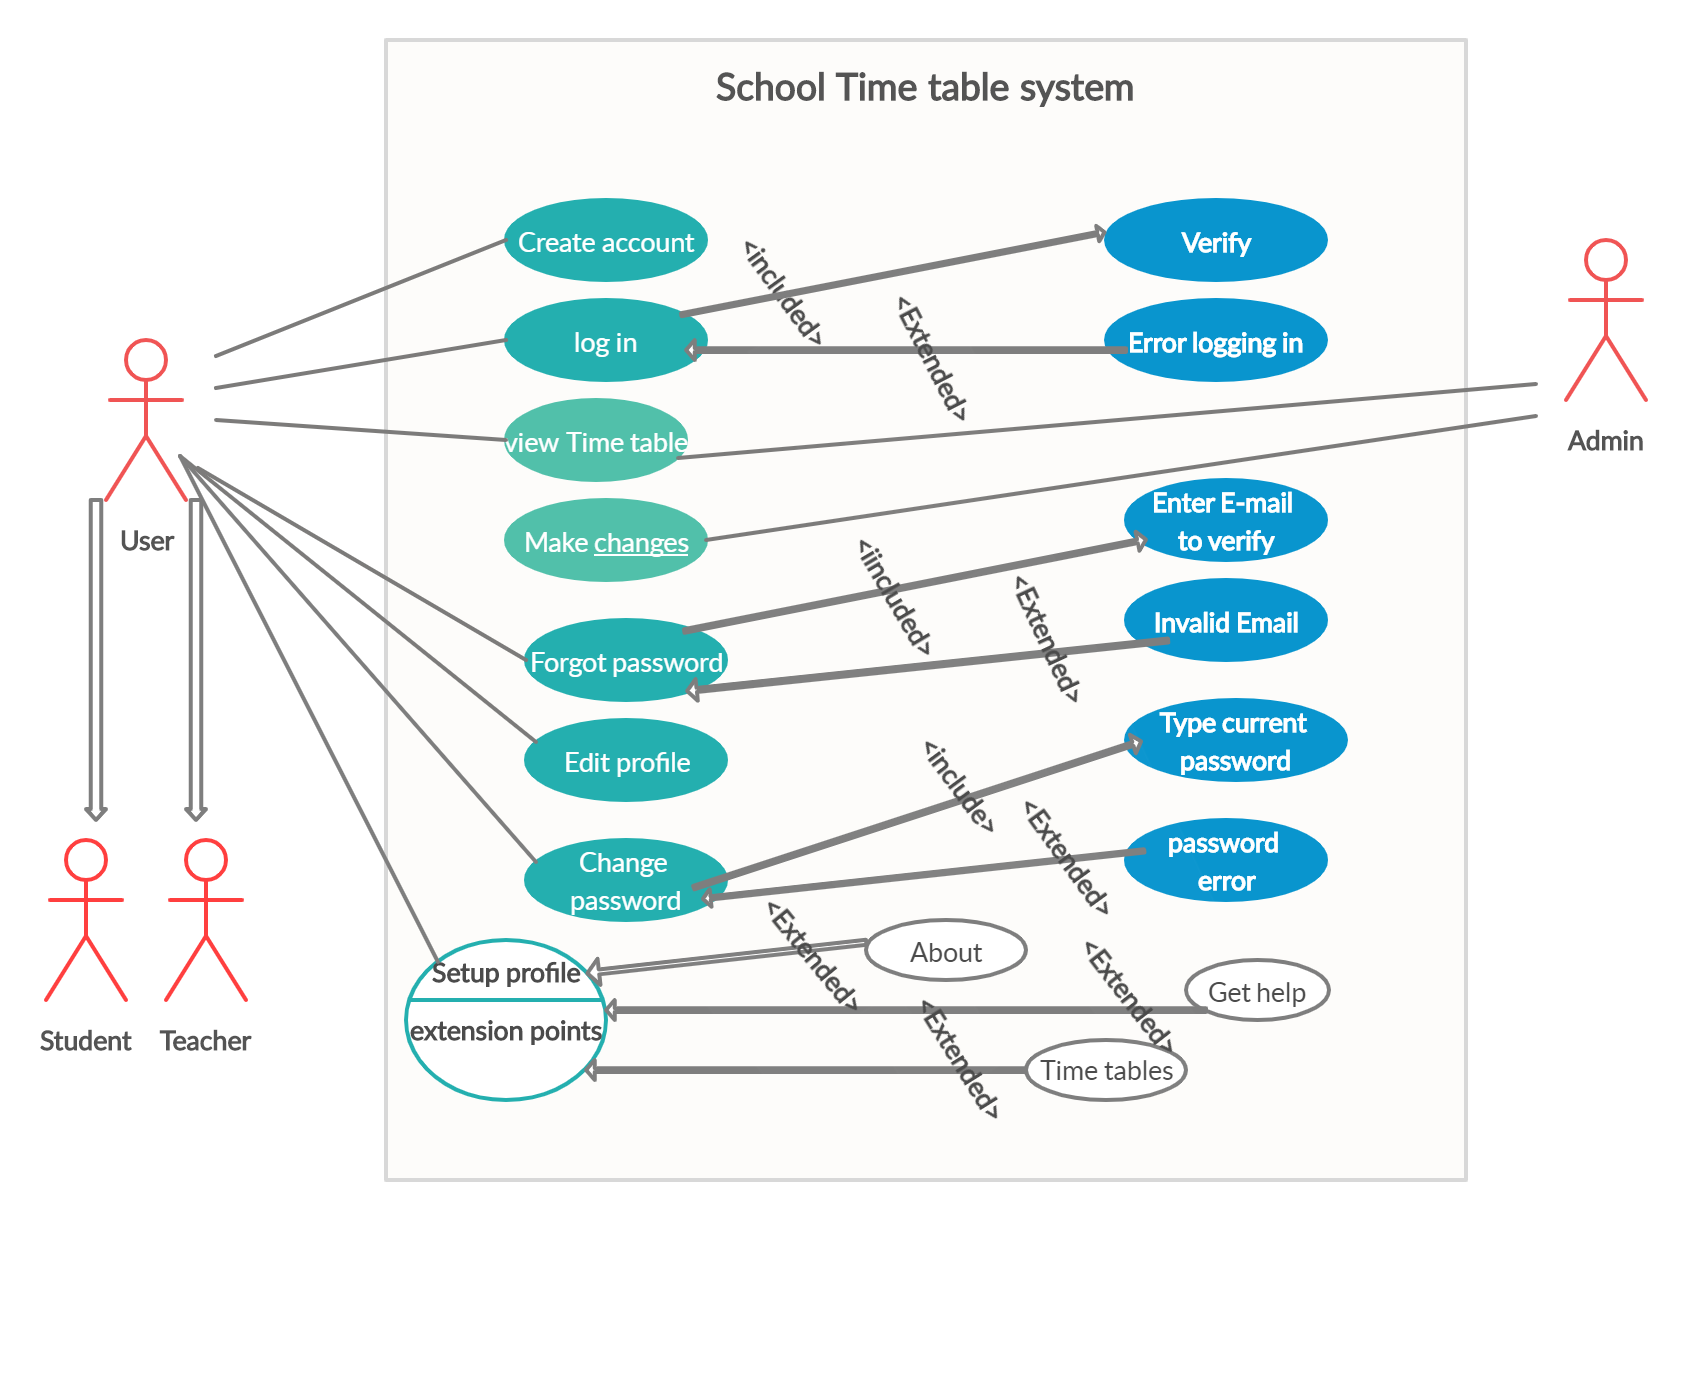 School Time table system
Create account
Verify
<included>
log in
<Extended>
Error logging in
view Time table
Admin
Make changes
Enter E-mail
to verify
User
<iincluded>
<Extended>
Invalid Email
Forgot password
Type current
password
Edit profile
<include>
<Extended>
password
error
Change
password
Setup profile
extension points
<Extended>
About
<Extended>
Get help
<Extended>
Time tables
Student
Teacher